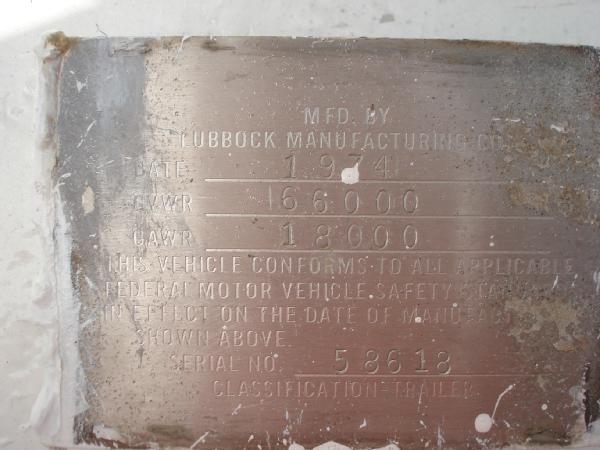 MFD. BY
LUBBOCK MANUFACTURING CO.
DATE 1974
GVWR 66000
GAWR 18000
THIS VEHICLE CONFORMS TO ALL APPLICABLE
FEDERAL MOTOR VEHICLE SAFETY
IN EFFECT ON THE DATE OF
SHOWN ABOVE.
SERIAL NO. 58618
CLASSIFICATION-TRAILER